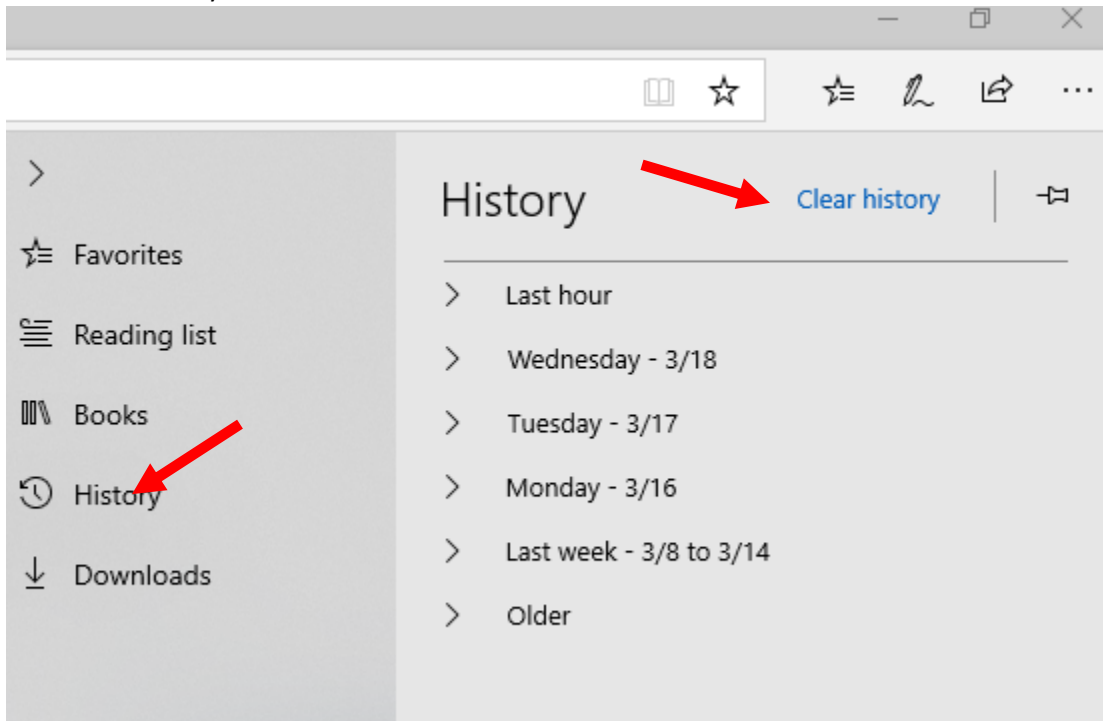 Favorites
Reading list
Books
History
Downloads
History Clear history
Last hour
Wednesday - 3/18
Tuesday - 3/17
Monday - 3/16
Last week - 3/8 to 3/14
Older